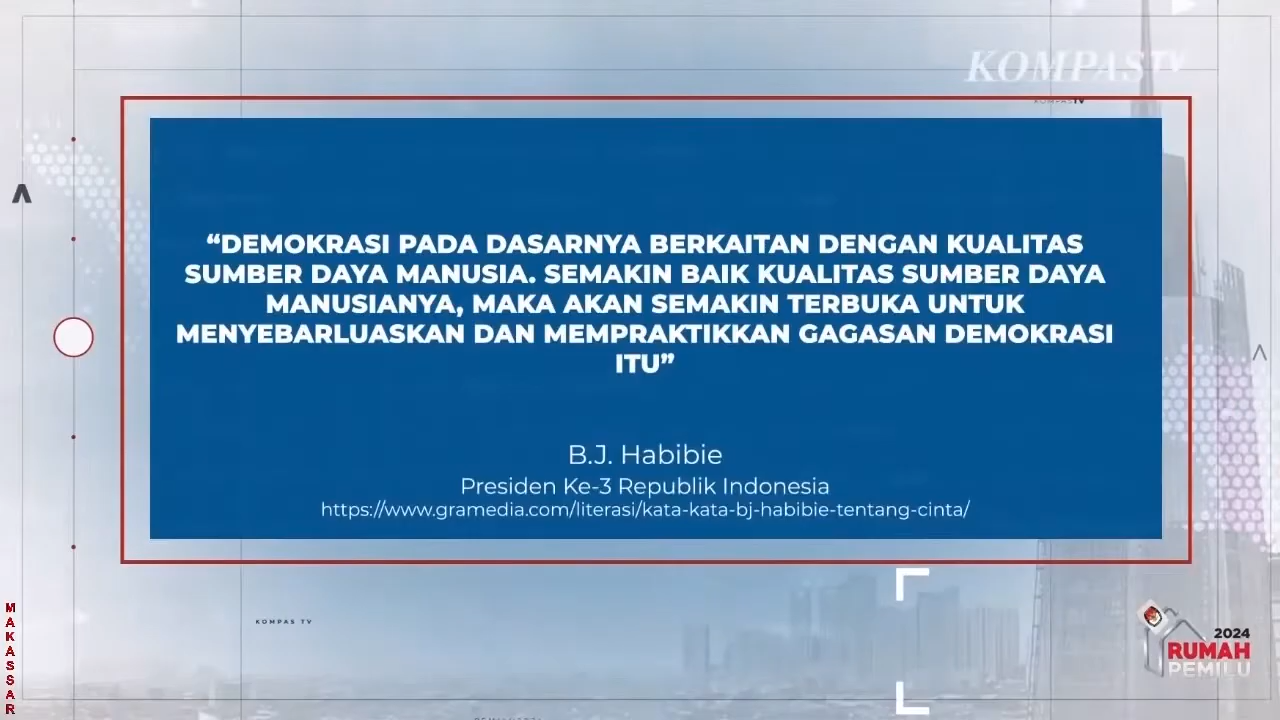 KOMPASTV
KOMPASTV
“DEMOKRASI PADA DASARNYA BERKAITAN DENGAN KUALITAS
SUMBER DAYA MANUSIA. SEMAKIN BAIK KUALITAS SUMBER DAYA
MANUSIANYA, MAKA AKAN SEMAKIN TERBUKA UNTUK
MENYEBARLUASKAN DAN MEMPRAKTIKKAN GAGASAN DEMOKRASI
ITU”
B.J. Habibie
Presiden Ke-3 Republik Indonesia
https://www.gramedia.com/literasi/kata-kata-bj-habibie-tentang-cinta/
MAKASSAR
KOMPAS TV
2024
RUMAH
PEMILU